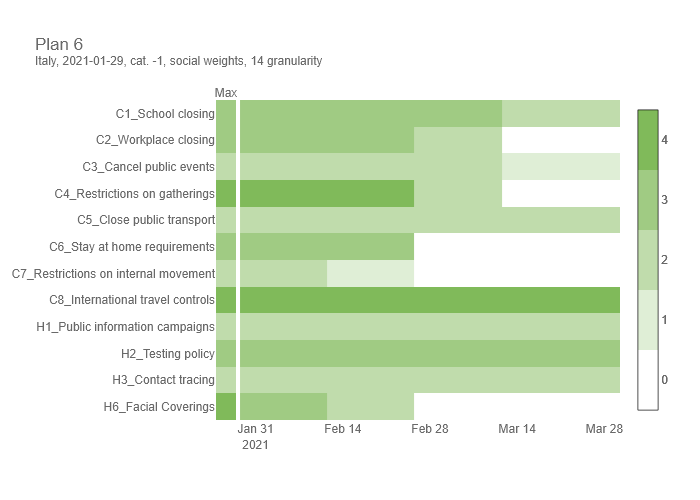 Plan 6
Italy, 2021-01-29, cat. -1, social weights, 14 granularity
Max
C1_School closing
C2_Workplace closing
C3_Cancel public events
C4_Restrictions on gatherings
C5_Close public transport
C6_Stay at home requirements
C7_Restrictions on internal movement
C8_International travel controls
H1_Public information campaigns
H2_Testing policy
H3_Contact tracing
H6_Facial Coverings
Jan 31 Feb 14 Feb 28 Mar 14 Mar 28
2021
4
3
2
1
0